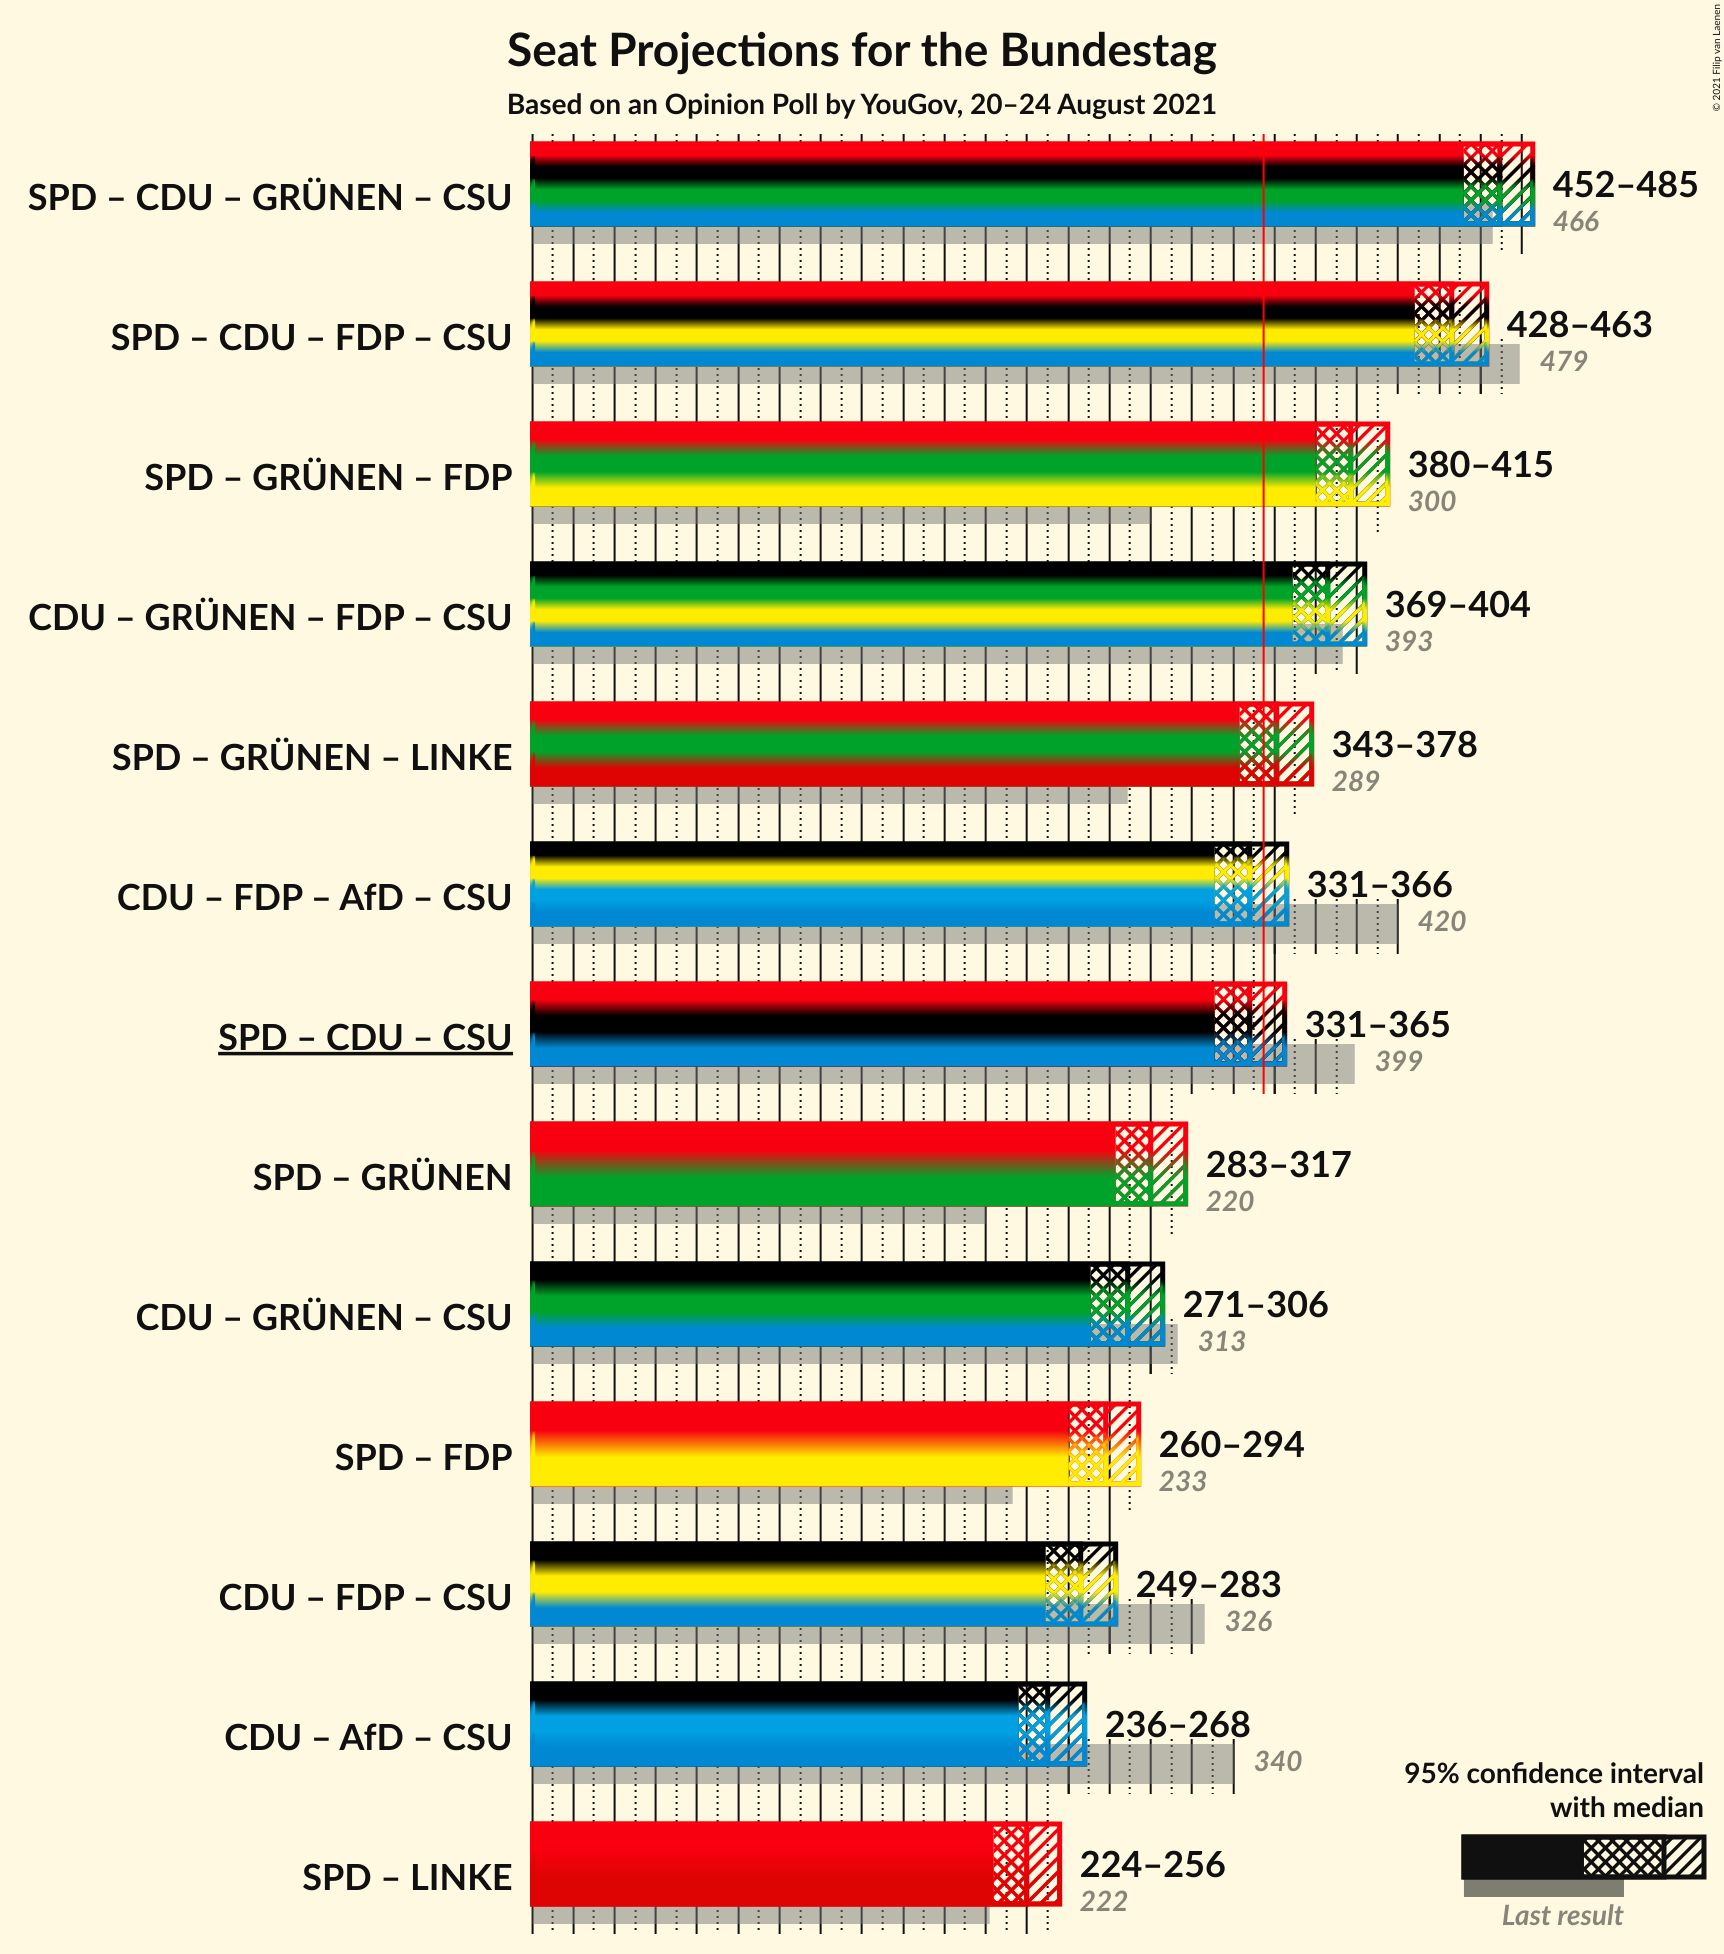 Seat Projections for the Bundestag
Based on an Opinion Poll by YouGov, 20–24 August 2021
© 2021 Filip van Laenen
SPD – CDU – GRÜNEN – CSU
452–485
466
SPD – CDU – FDP – CSU
428–463
479
SPD – GRÜNEN – FDP
380–415
300
CDU – GRÜNEN – FDP – CSU
369–404
393
SPD – GRÜNEN – LINKE
343–378
289
CDU – FDP – AfD – CSU
331–366
420
SPD – CDU – CSU
331–365
399
SPD – GRÜNEN
283–317
220
CDU – GRÜNEN – CSU
271–306
313
SPD – FDP
260–294
233
CDU – FDP – CSU
249–283
326
CDU – AfD – CSU
236–268
340
SPD – LINKE
224–256
222
95% confidence interval
with median
Last result